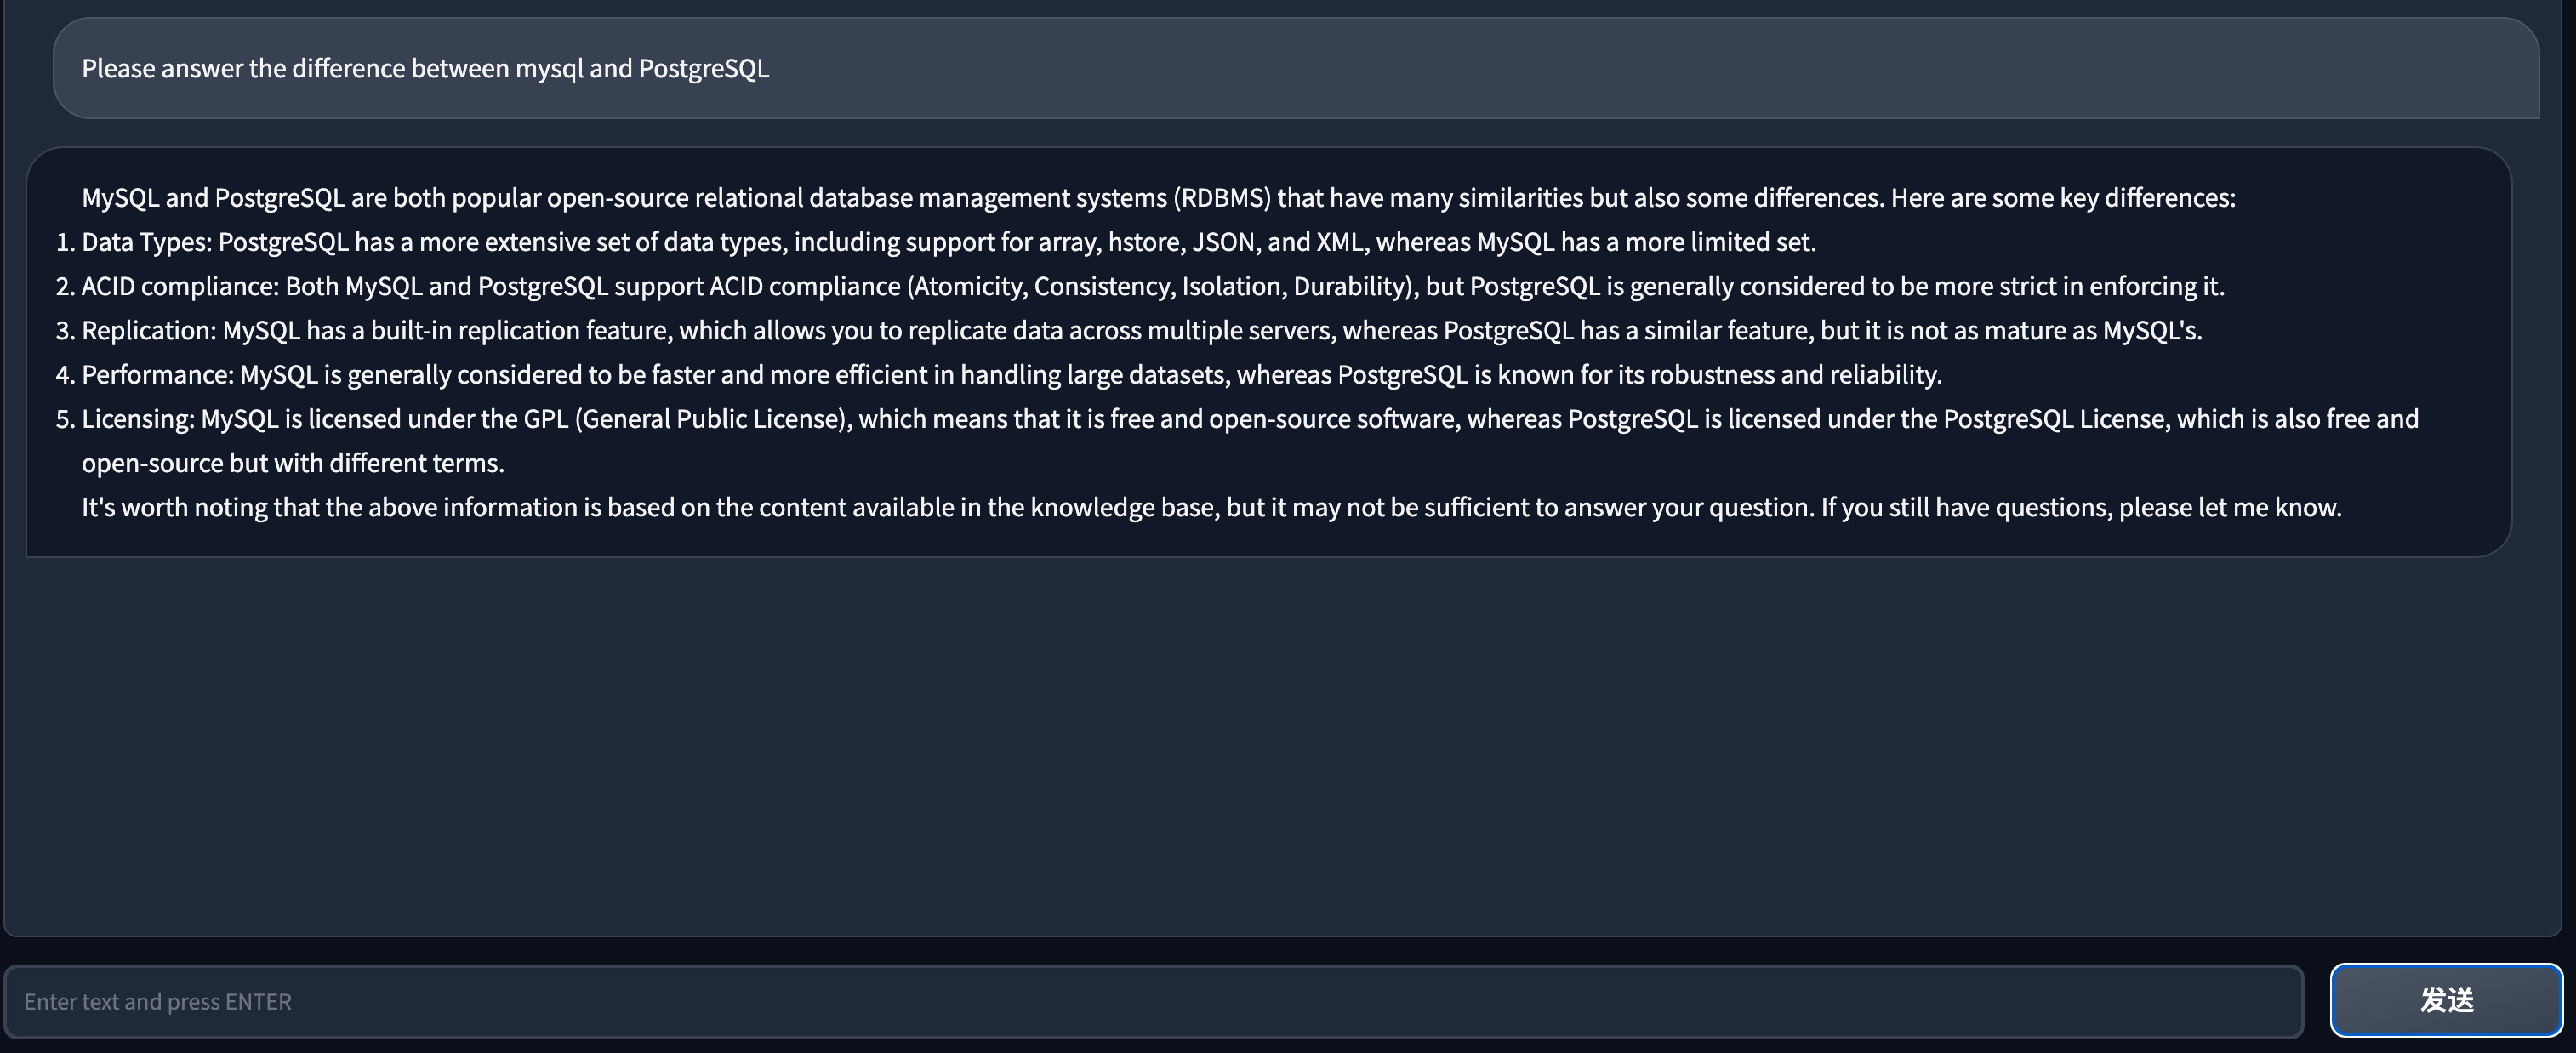 Please answer the difference between mysql and PostgreSQL
MySQL and PostgreSQL are both popular open-source relational database management systems (RDBMS) that have many similarities but also some differences. Here are some key differences:
1. Data Types: PostgreSQL has a more extensive set of data types, including support for array, hstore, JSON, and XML, whereas MySQL has a more limited set.
2. ACID compliance: Both MySQL and PostgreSQL support ACID compliance (Atomicity, Consistency, Isolation, Durability), but PostgreSQL is generally considered to be more strict in enforcing it.
3. Replication: MySQL has a built-in replication feature, which allows you to replicate data across multiple servers, whereas PostgreSQL has a similar feature, but it is not as mature as MySQL's.
4. Performance: MySQL is generally considered to be faster and more efficient in handling large datasets, whereas PostgreSQL is known for its robustness and reliability.
5. Licensing: MySQL is licensed under the GPL (General Public License), which means that it is free and open-source software, whereas PostgreSQL is licensed under the PostgreSQL License, which is also free and
open-source but with different terms.
It's worth noting that the above information is based on the content available in the knowledge base, but it may not be sufficient to answer your question. If you still have questions, please let me know.
Enter text and press ENTER
发送